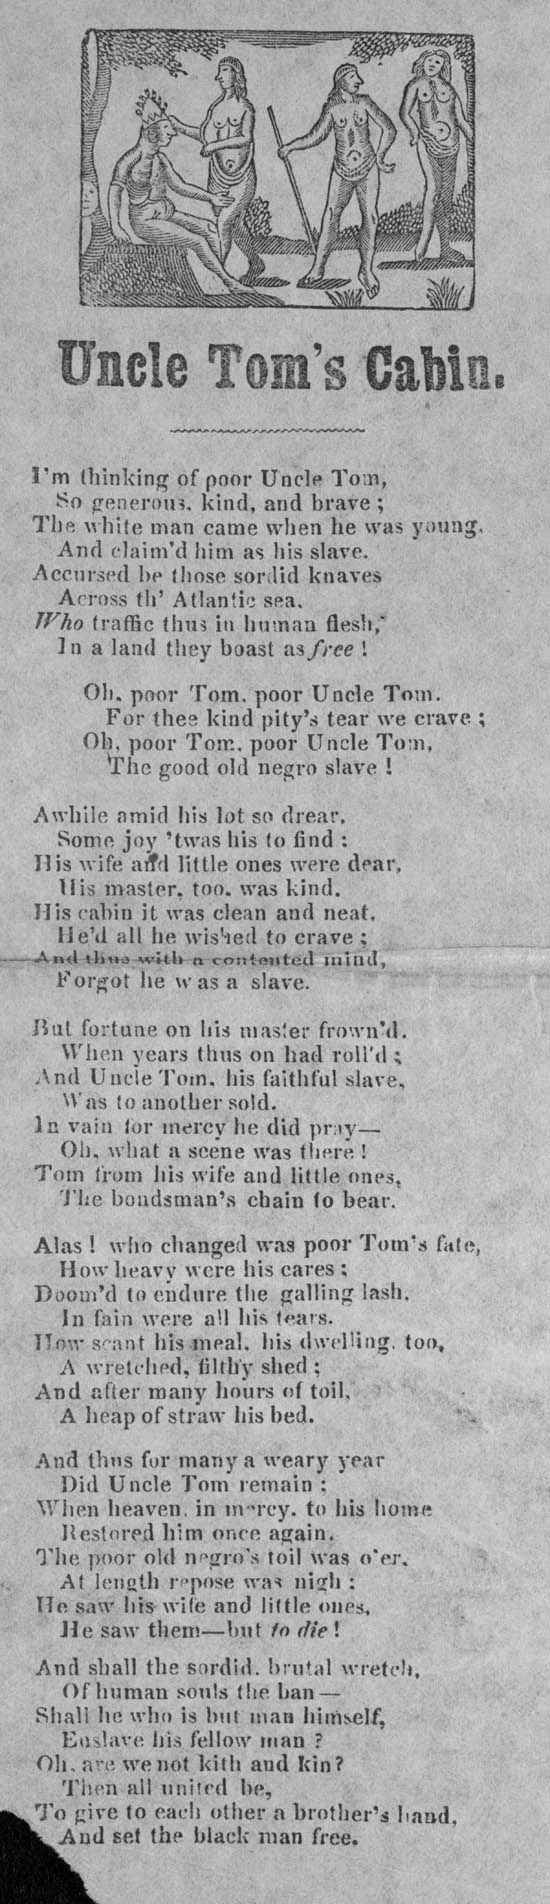 Uncle Tom's Cabin.
I'm thinking of poor Uncle Tom,
So generous, kind, and brave ;
The white man came when he was young,
And claim'd him as his slave.
Accursed be those sordid knaves
Across th' Atlantic sea,
Who traffic thus in human flesh,
In a land they boast as free !
Oh, poor Tom, poor Uncle Tom.
For thee kind pity's tear we crave ;
Oh, poor Tom, poor Uncle Tom,
The good old negro slave !
Awhile amid his lot so drear,
Some joy 'twas his to find :
His wife and little ones were dear,
His master, too, was kind.
His cabin it was clean and neat,
He'd all he wished to crave ;
And thus with a contented mind,
Forgot he was a slave.
But fortune on his master frown'd,
When years thus on had roll'd ;
And Uncle Tom, his faithful slave,
Was to another sold.
In vain for mercy he did pray—
Oh, what a scene was there !
Tom from his wife and little ones,
The bondsman's chain to bear.
Alas ! who changed was poor Tom's fate,
How heavy were his cares :
Doom'd to endure the galling lash,
In fain were all his tears.
How scant his meal, his dwelling, too,
A wretched, filthy shed ;
And after many hours of toil,
A heap of straw his bed.
And thus for many a weary year
Did Uncle Tom remain :
When heaven, in mercy, to his home
Restored him once again.
The poor old negro's toil was o'er,
At length repose was nigh :
He saw his wife and little ones,
He saw them—but to die !
And shall the sordid, brutal wretch,
Of human souls the ban—
Shall he who is but man himself,
Enslave his fellow man ?
Oh, are we not kith and kin?
Then all united be,
To give to each other a brother's hand,
And set the black man free.